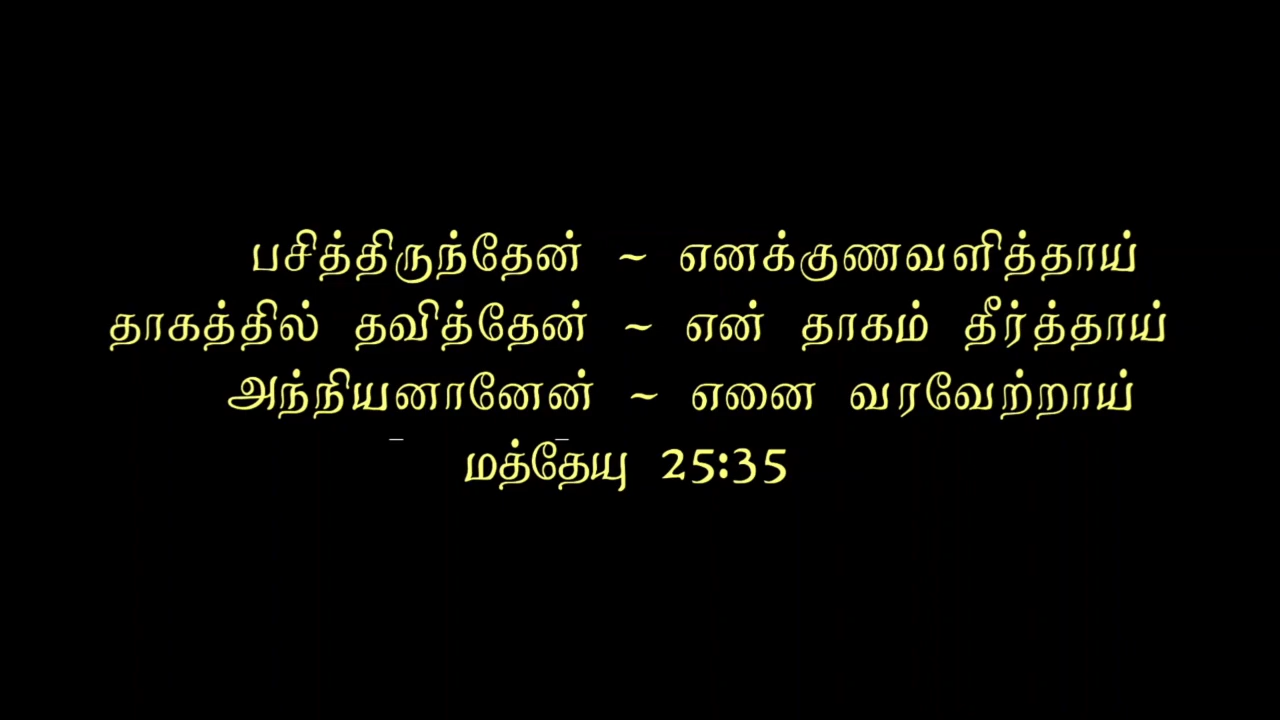 பசித்திருந்தேன் ~ எனக்குணவளித்தாய்
தாகத்தில் தவித்தேன் ~ என் தாகம் தீர்த்தாய்
அந்நியனானேன் ~ எனை வரவேற்றாய்
மத்தேயு 25:35